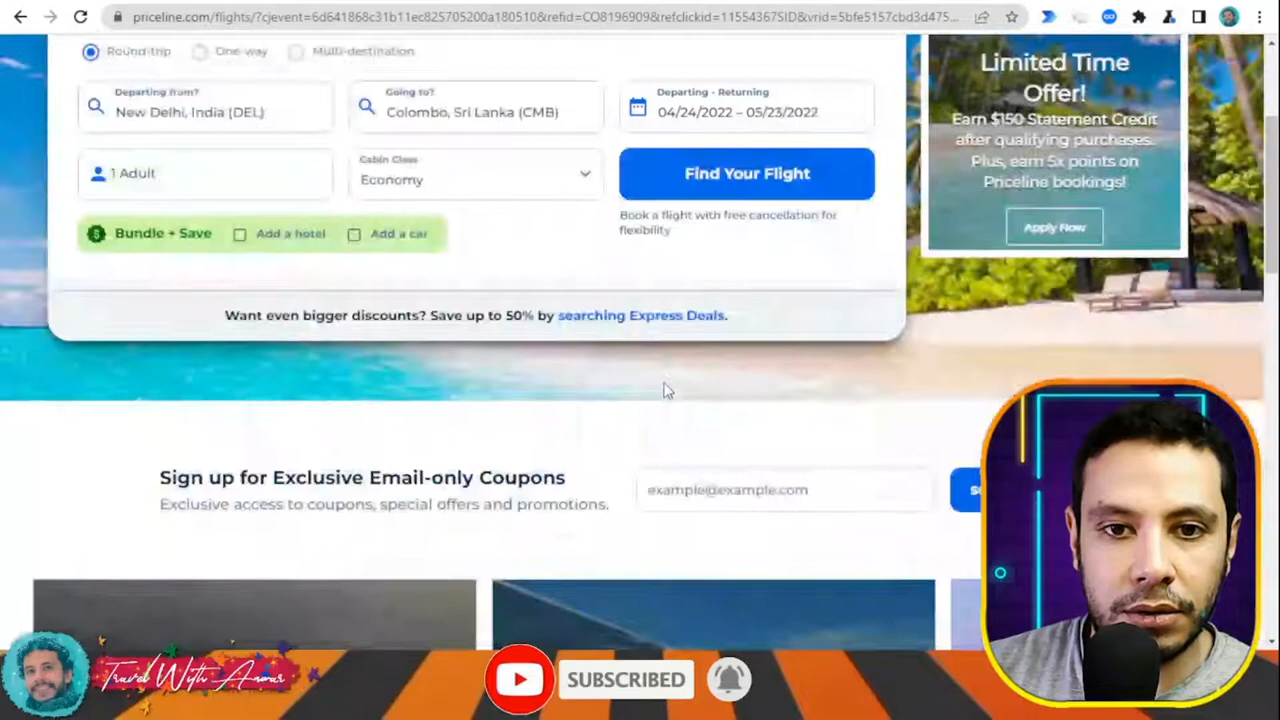 priceline.com/flights/?cjevent=6d641868c31b11ec825705200a180510&refid=CO8196909&refclickid=11554367SID&vrid=5bfe5157cbd3d475...
Round-trip
One-way
Multi-destination
Departing from?
New Delhi, India (DEL)
Going to?
Colombo, Sri Lanka (CMB)
Departing - Returning
04/24/2022 – 05/23/2022
1 Adult
Cabin Class
Economy
Find Your Flight
Book a flight with free cancellation for
flexibility
Bundle + Save
Add a hotel
Add a car
Want even bigger discounts? Save up to 50% by searching Express Deals.
Limited Time
Offer!
Earn $150 Statement Credit
after qualifying purchases.
Plus, earn 5x points on
Priceline bookings!
Apply Now
Sign up for Exclusive Email-only Coupons
Exclusive access to coupons, special offers and promotions.
example@example.com
Travel With Anwar
SUBSCRIBED